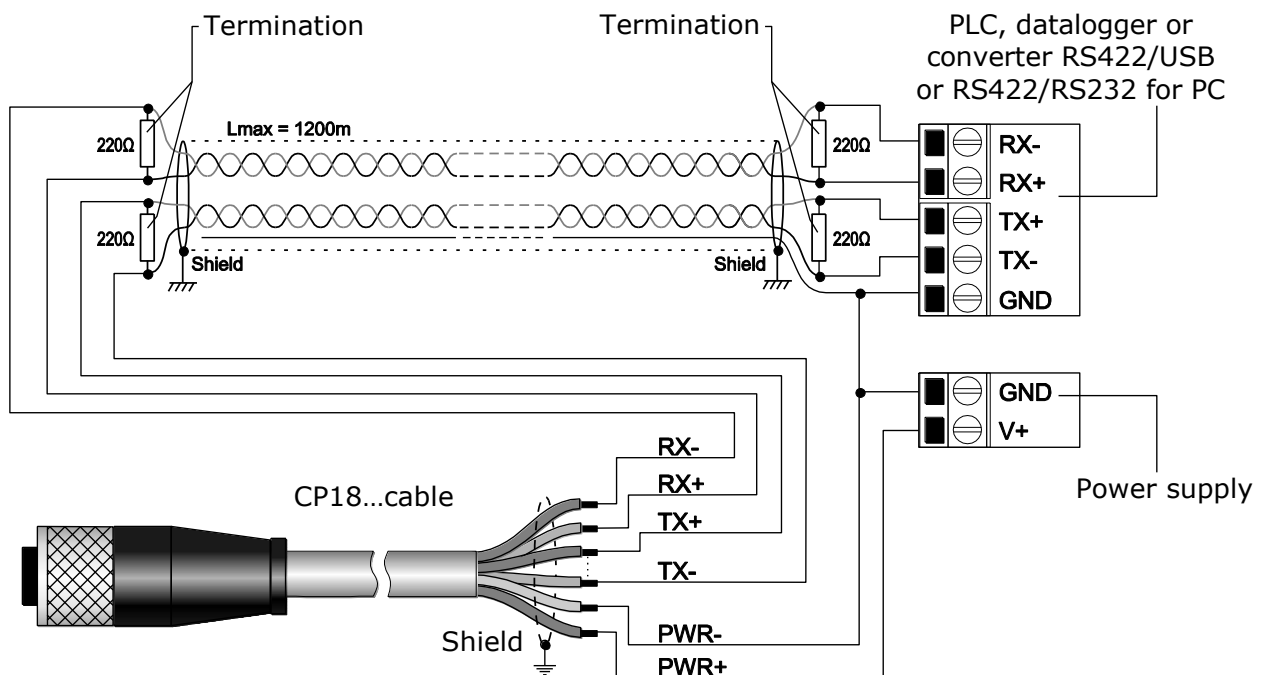 Termination
Termination
PLC, datalogger or
converter RS422/USB
or RS422/RS232 for PC
Lmax = 1200m
220Ω
220Ω
RX-
RX+
TX+
220Ω
220Ω
TX-
Shield
Shield
GND
GND
V+
RX-
Power supply
CP18...cable
RX+
TX+
TX-
Shield
PWR-
PWR+